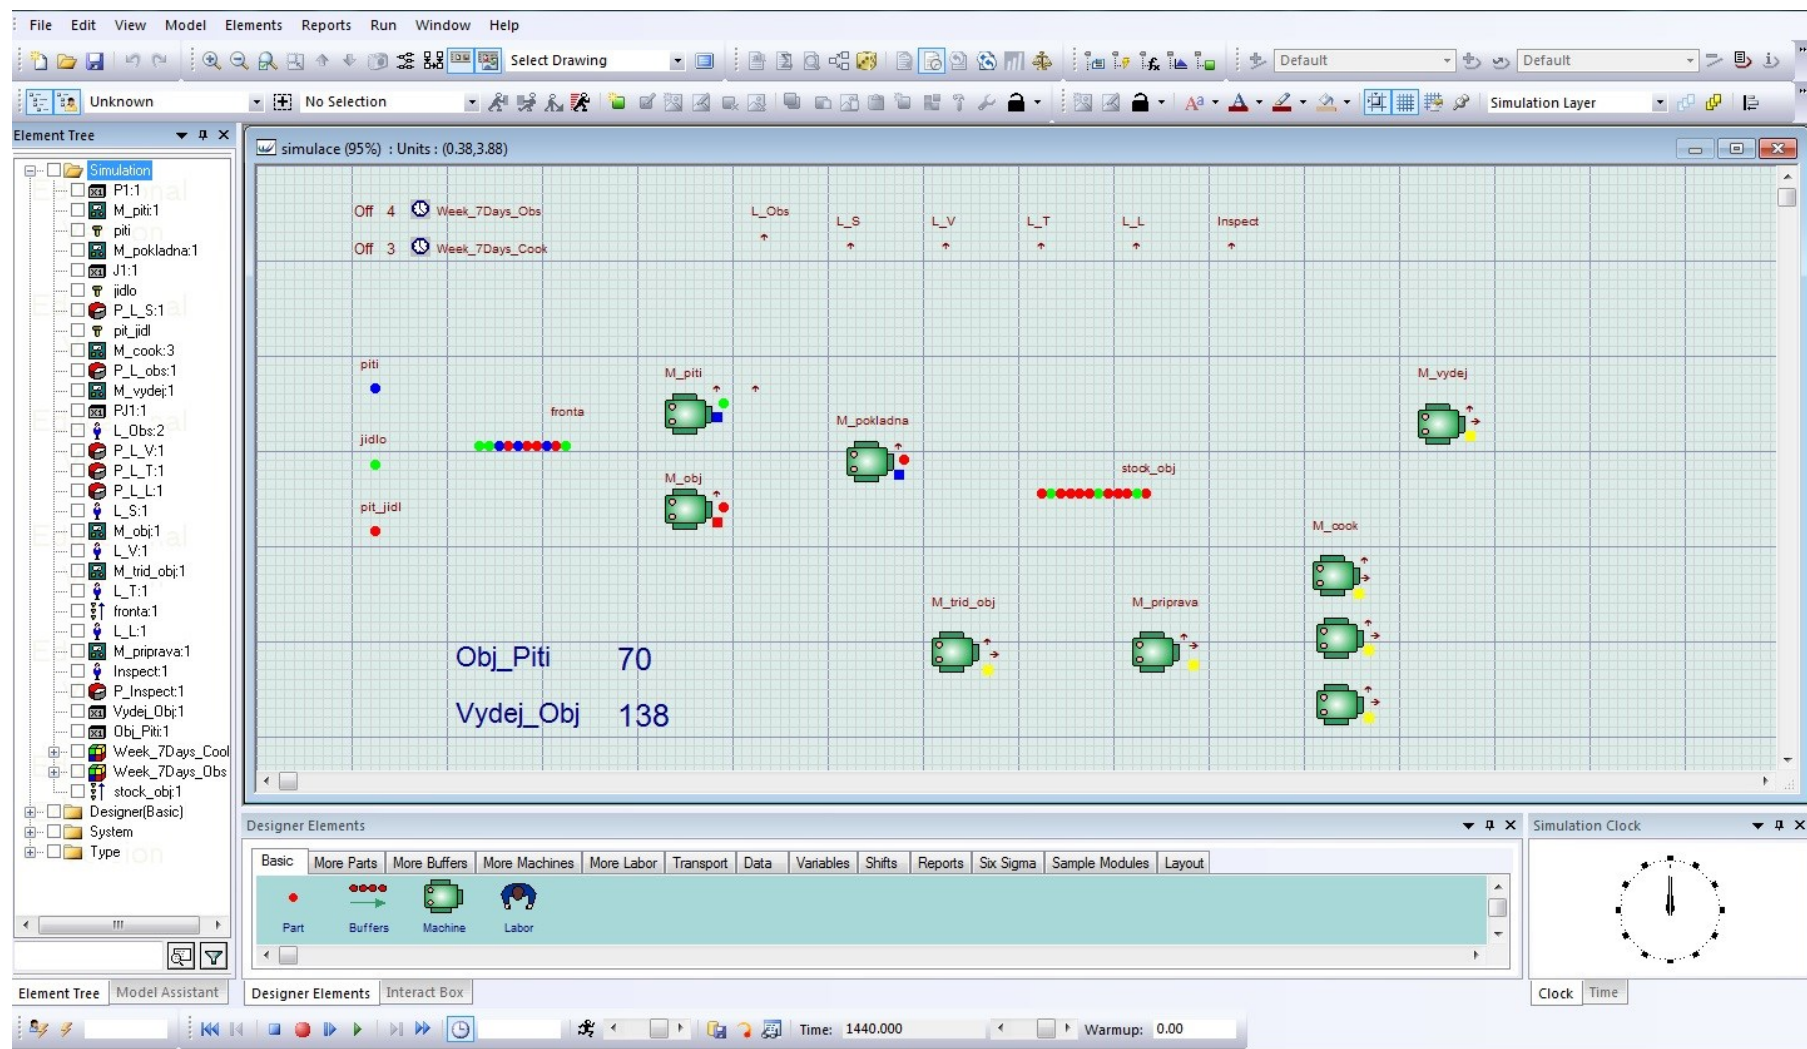 File Edit View Model Elements Reports Run Window Help
Select Drawing Default Default
Unknown No Selection Simulation Layer
Element Tree
simulace (95%) : Units : (0.38,3.88)
Simulation
P1:1
M_piti:1
piti
M_pokladna:1
J1:1
jidlo
P_L_S:1
pit_jidl
M_cook:3
P_L_obs:1
M_vydej:1
PJ1:1
L_Obs:2
P_L_V:1
P_L_T:1
P_L_L:1
L_S:1
M_obj:1
L_V:1
M_trid_obj:1
L_T:1
fronta:1
L_L:1
M_priprava:1
Inspect:1
P_Inspect:1
Vydej_Obj:1
Obj_Piti:1
Week_7Days_Cool
Week_7Days_Obs
stock_obj:1
Designer(Basic)
System
Type
Off 4 Week_7Days_Obs
Off 3 Week_7Days_Cook
L_Obs
L_S
L_V
L_T
L_L
Inspect
piti
jidlo
pit_jidl
fronta
M_piti
M_obj
M_pokladna
stock_obj
M_vydej
M_cook
M_trid_obj
M_priprava
Obj_Piti 70
Vydej_Obj 138
Designer Elements
Basic More Parts More Buffers More Machines More Labor Transport Data Variables Shifts Reports Six Sigma Sample Modules Layout
Part Buffers Machine Labor
Simulation Clock
Element Tree Model Assistant
Designer Elements Interact Box
Clock Time
Time: 1440.000
Warmup: 0.00